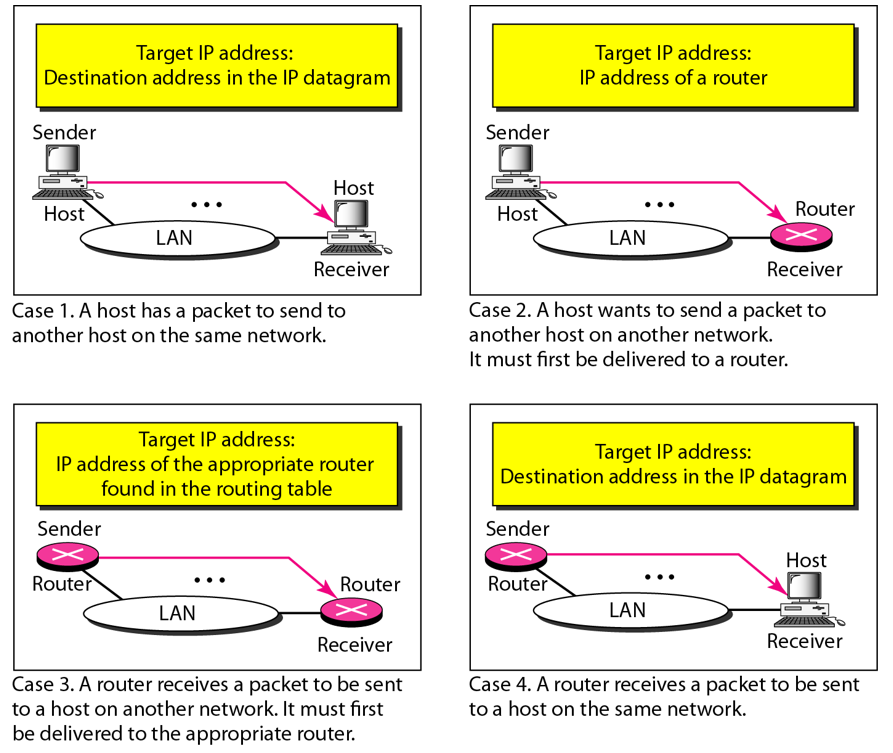 Target IP address:
Destination address in the IP datagram
Sender
Host
Host
LAN
Receiver
Case 1. A host has a packet to send to
another host on the same network.
Target IP address:
IP address of a router
Sender
Router
Host
LAN
Receiver
Case 2. A host wants to send a packet to
another host on another network.
It must first be delivered to a router.
Target IP address:
IP address of the appropriate router
found in the routing table
Sender
Router
Router
LAN
Receiver
Case 3. A router receives a packet to be sent
to a host on another network. It must first
be delivered to the appropriate router.
Target IP address:
Destination address in the IP datagram
Sender
Host
Router
LAN
Receiver
Case 4. A router receives a packet to be sent
to a host on the same network.